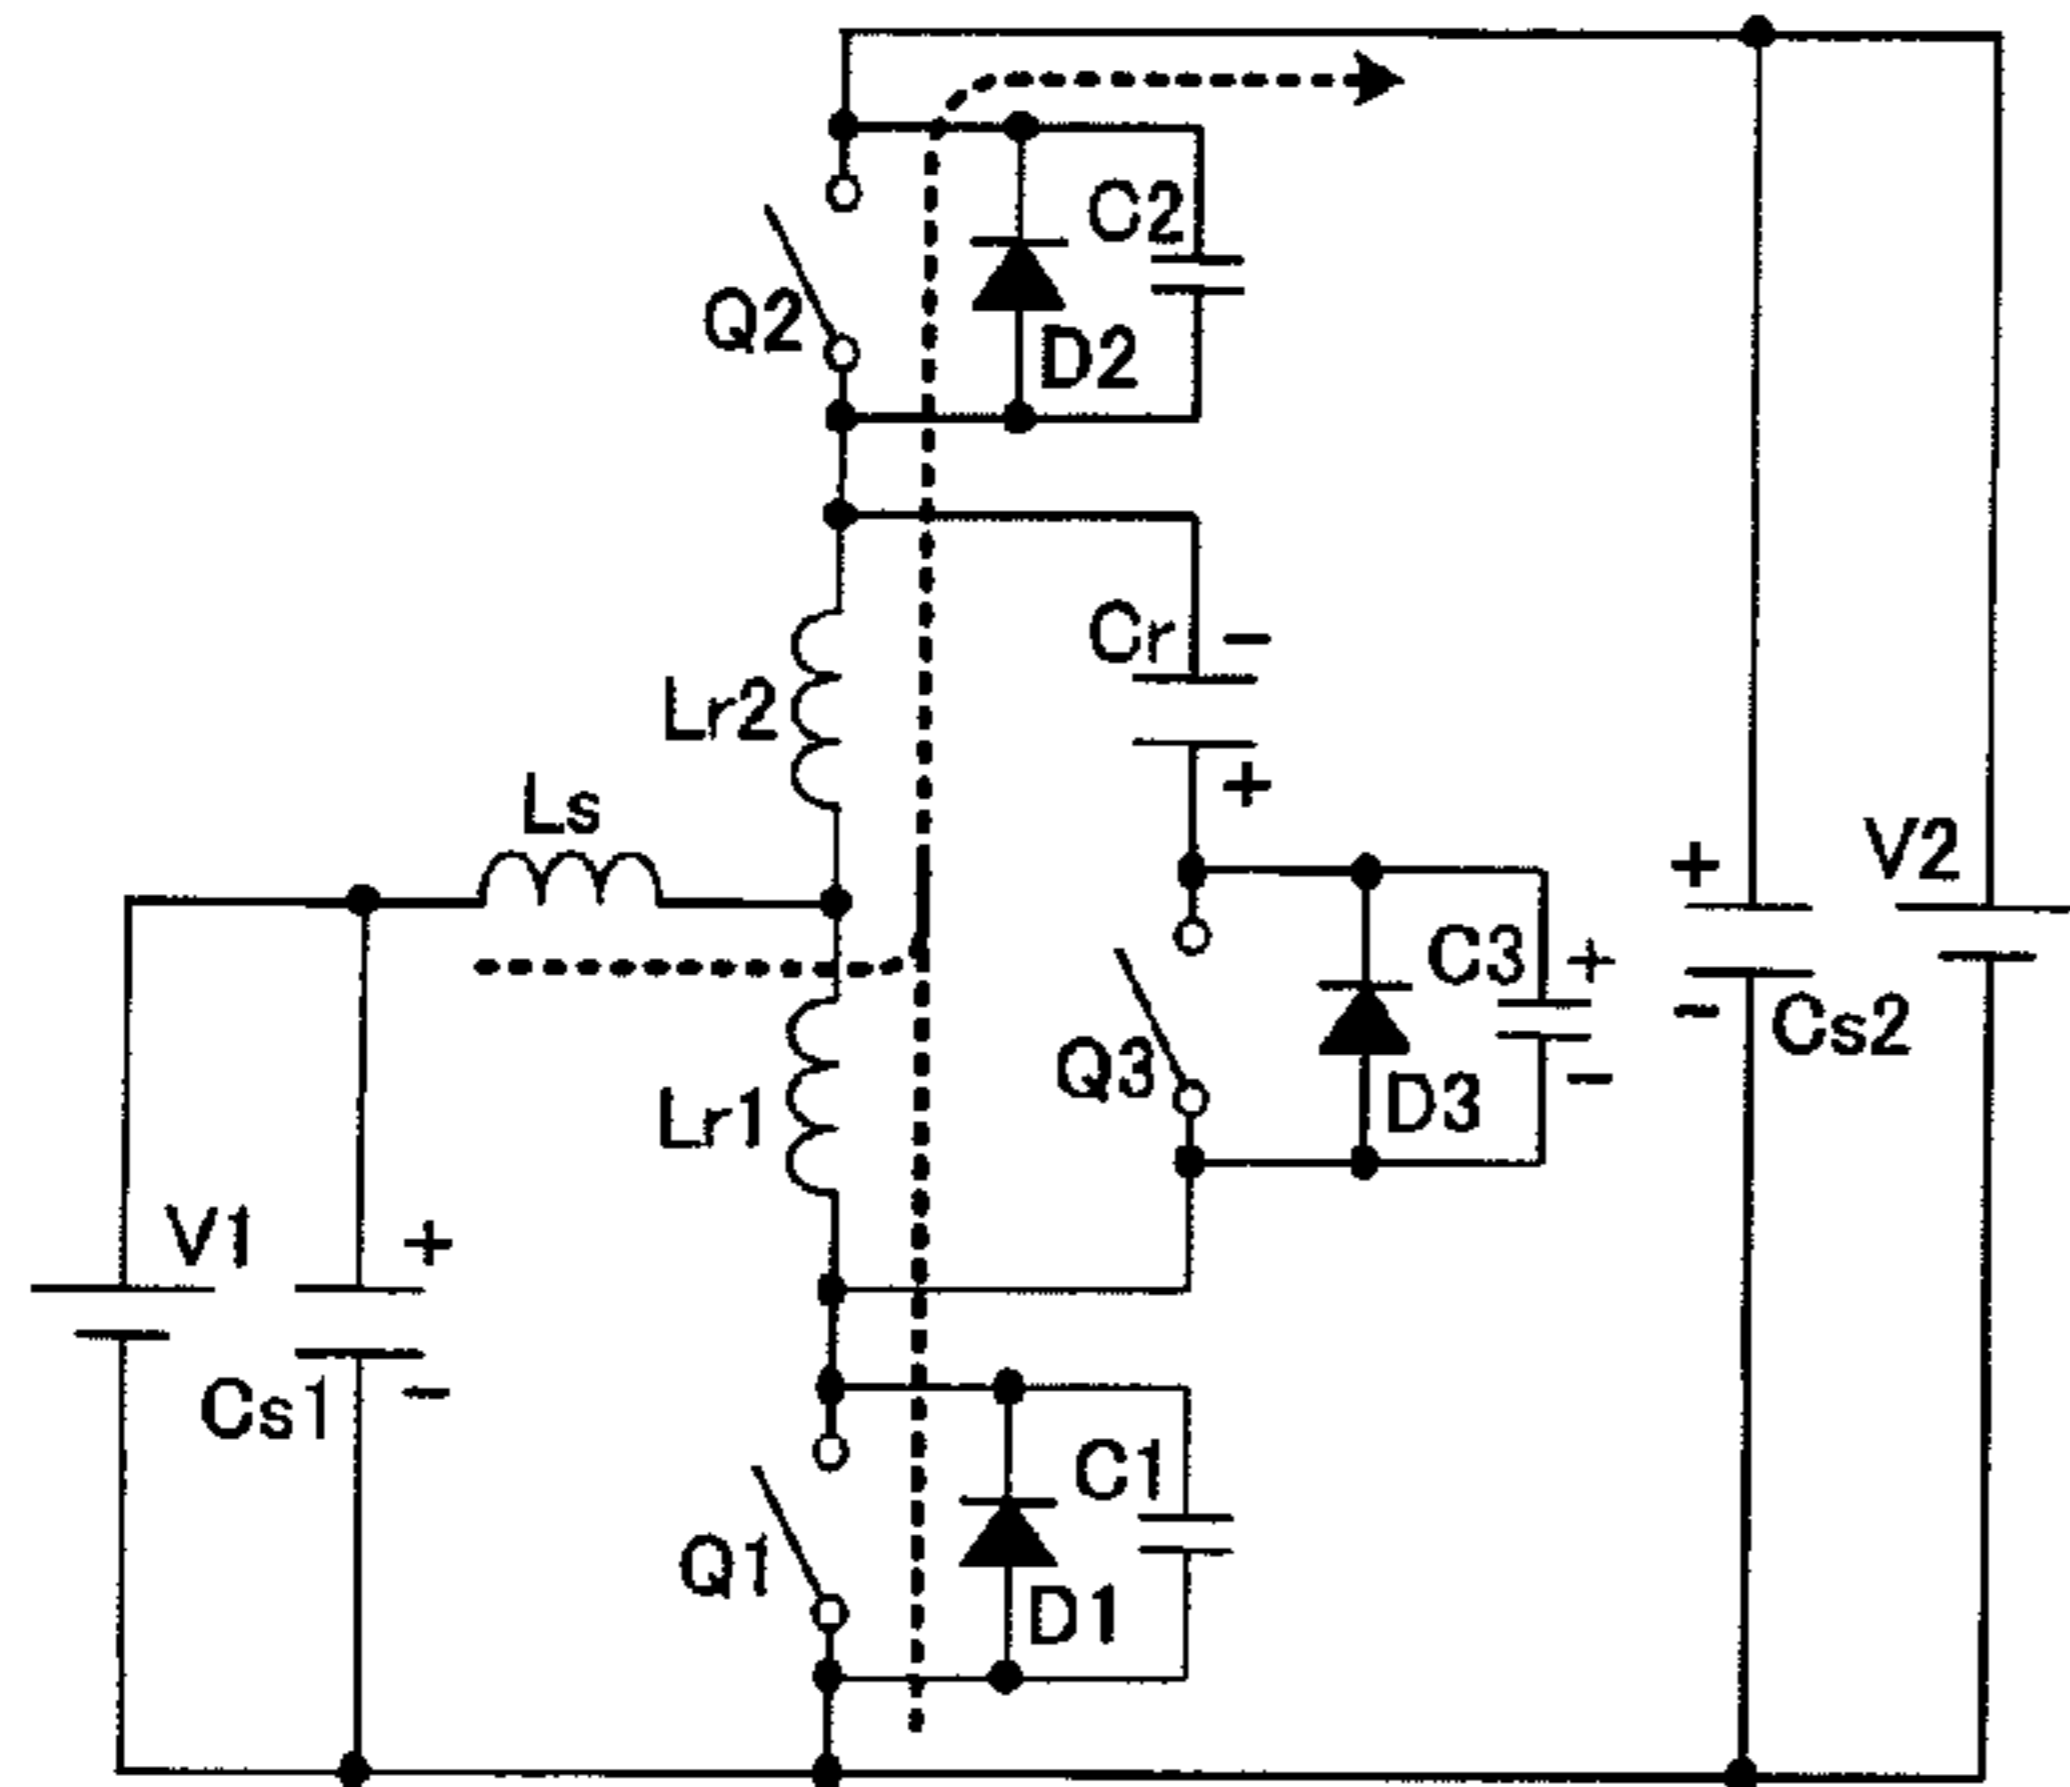 C2
Q2
D2
Cr -
Lr2
+
Ls
+
V2
C3 +
-
Cs2
Q3
D3
-
Lr1
V1
+
Cs1
-
C1
Q1
D1